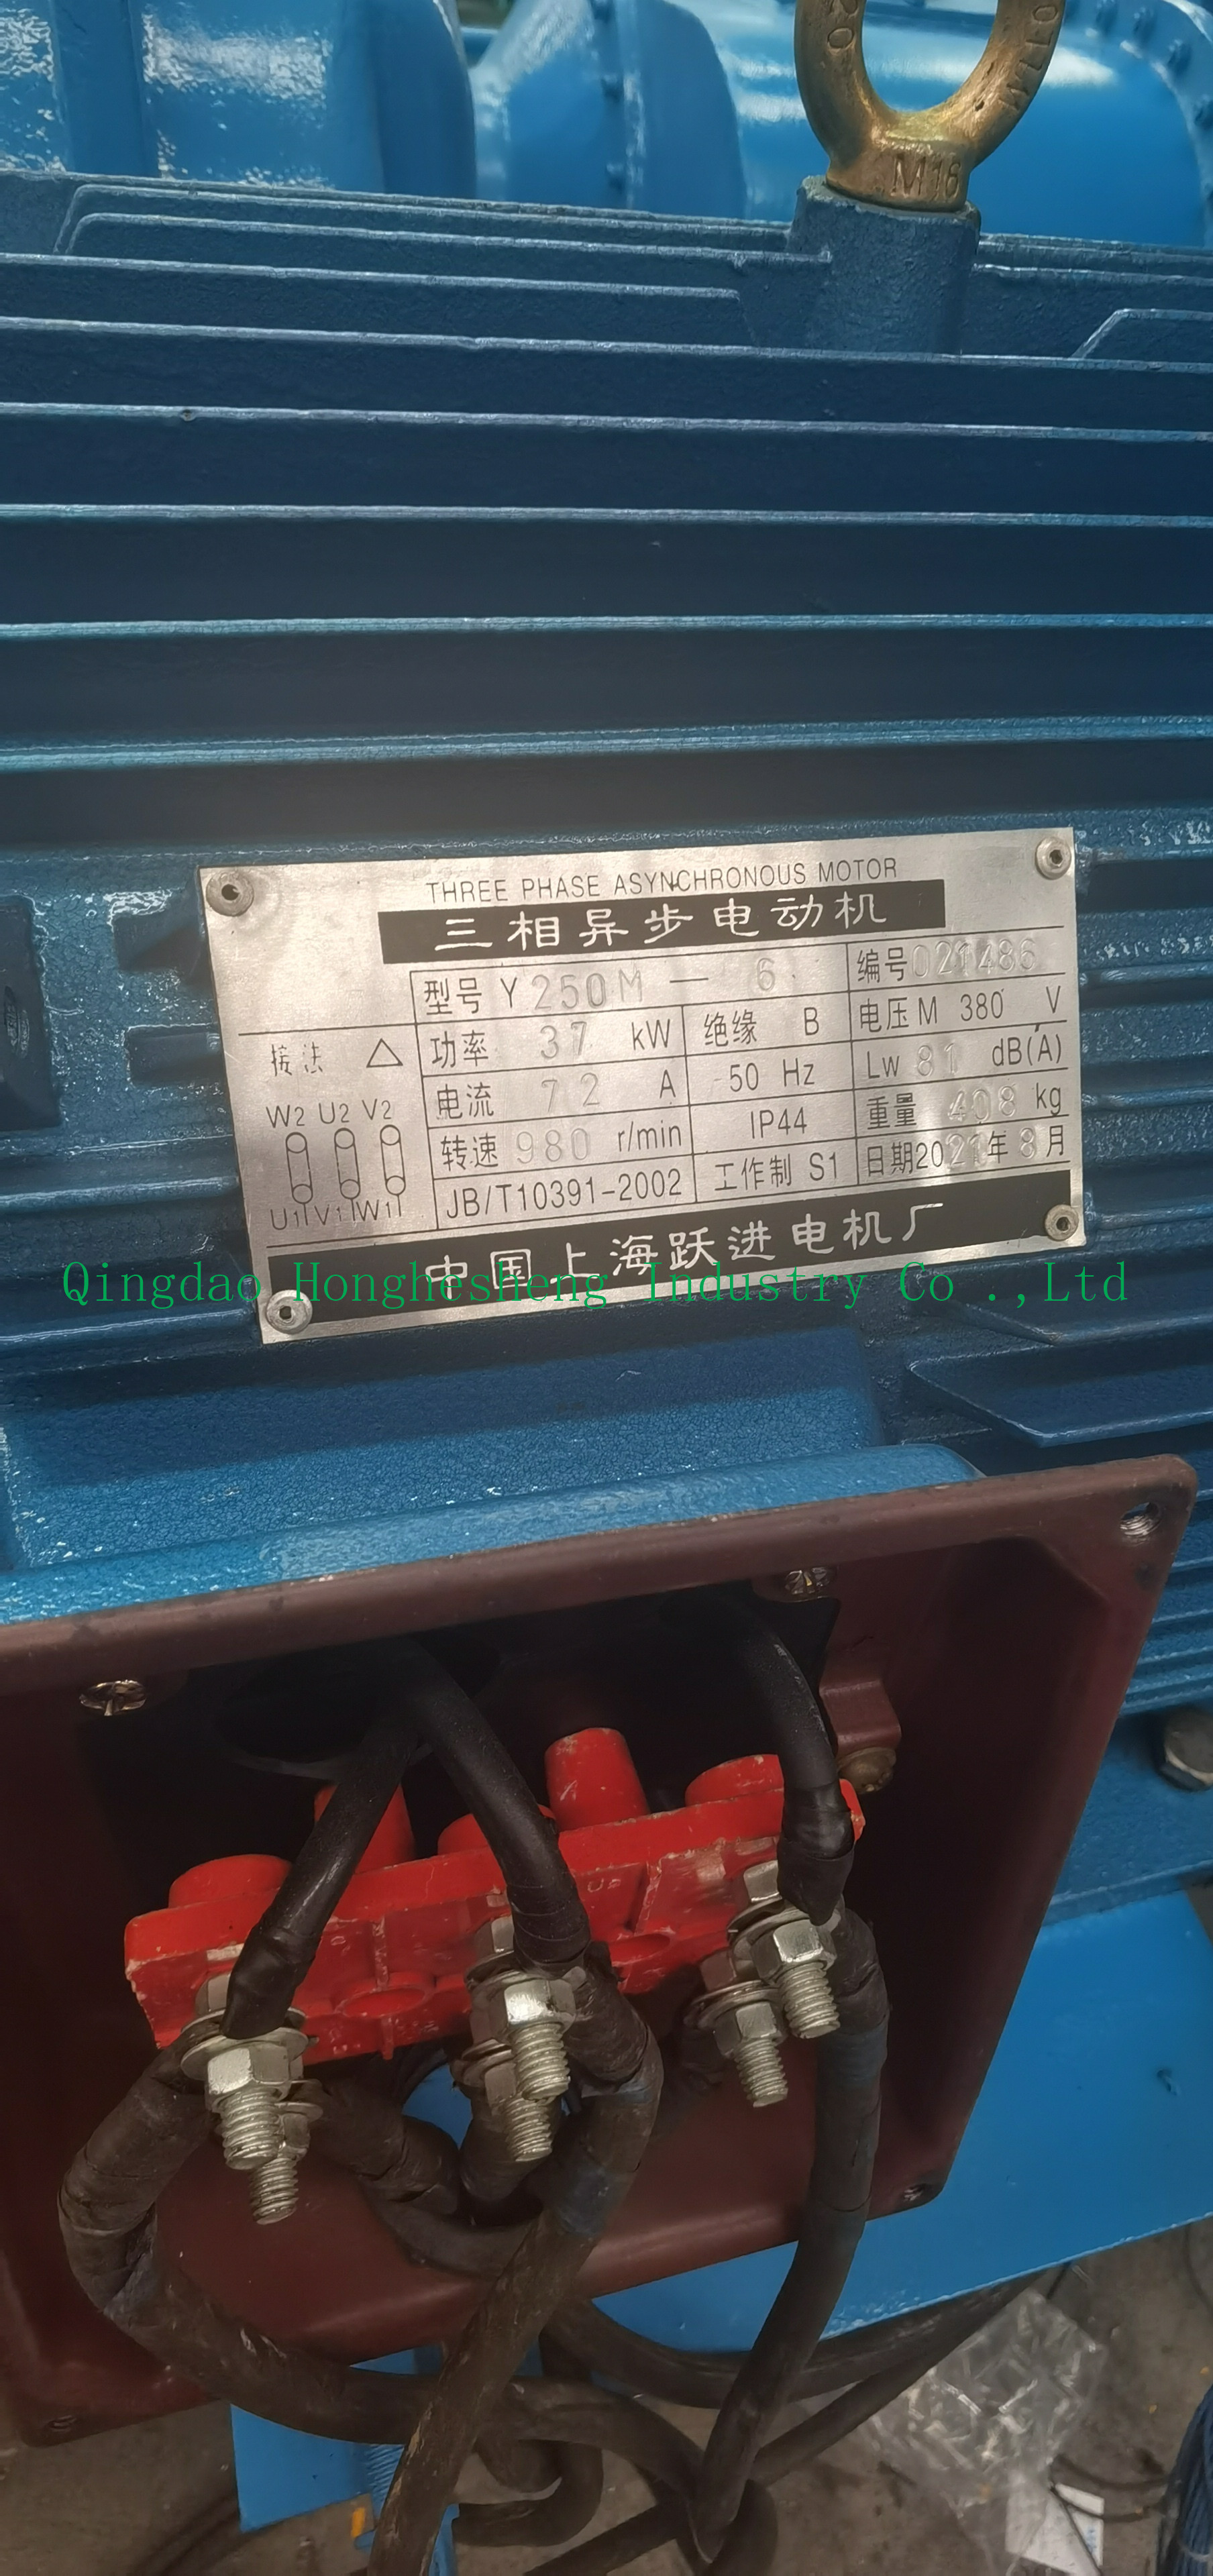 M16
THREE PHASE ASYNCHRONOUS MOTOR
三相异步电动机
型号 Y 250M — 6 编号 021486
功率 37 kW 绝缘 B 电压 M 380 V
电流 72 A 50 Hz Lw 81 dB(A)
转速 980 r/min IP44 重量 408 kg
JB/T10391-2002 工作制 S1 日期2021年8月
接法 △
W2 U2 V2
U1 V1 W1
中国上海跃进电机厂
Qingdao Honghesheng Industry Co .,Ltd